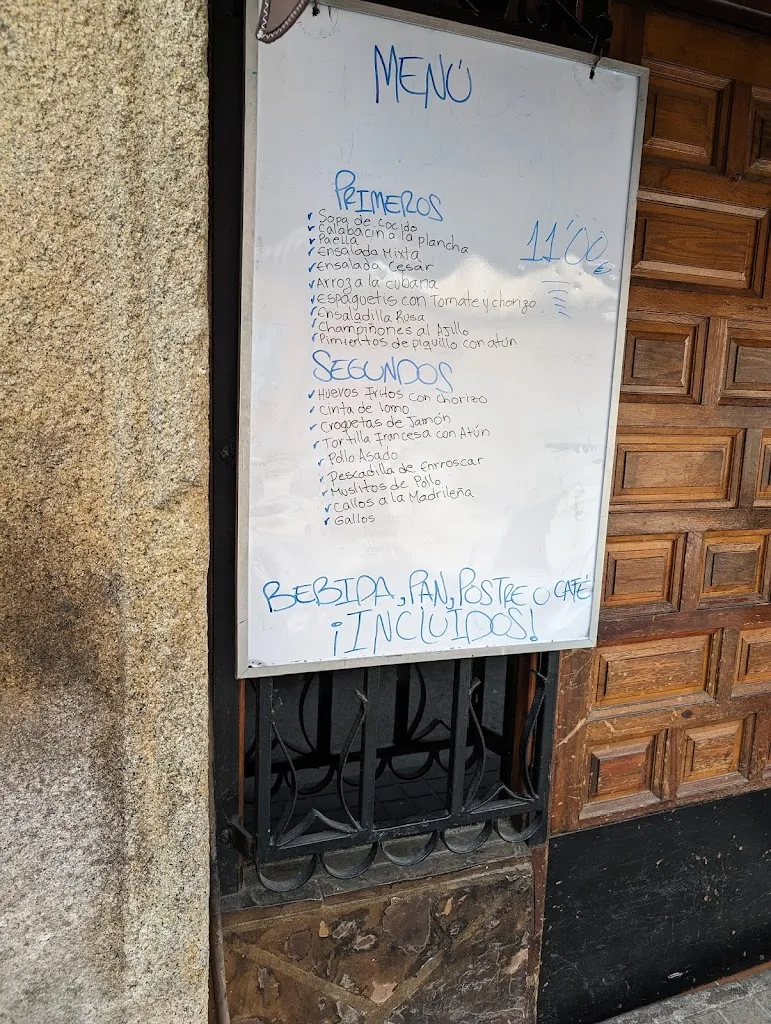 MENÚ
PRIMEROS
✓ Sopa de cocido
✓ Calabacín a la plancha
✓ Paella
✓ Ensalada Mixta
✓ Ensalada Cesar
✓ Arroz a la cubana
✓ Espaguetis con Tomate y chorizo
✓ Ensaladilla Rusa
✓ Champiñones al Ajillo
✓ Pimientos de piquillo con atún
11'00 €
SEGUNDOS
✓ Huevos fritos con chorizo
✓ Cinta de lomo
✓ Croquetas de Jamón
✓ Tortilla francesa con Atún
✓ Pollo Asado
✓ Pescadilla de Enrroscar
✓ Muslitos de Pollo
✓ Callos a la Madrileña
✓ Gallos
BEBIDA, PAN, POSTRE O CAFÉ
¡INCLUIDOS!